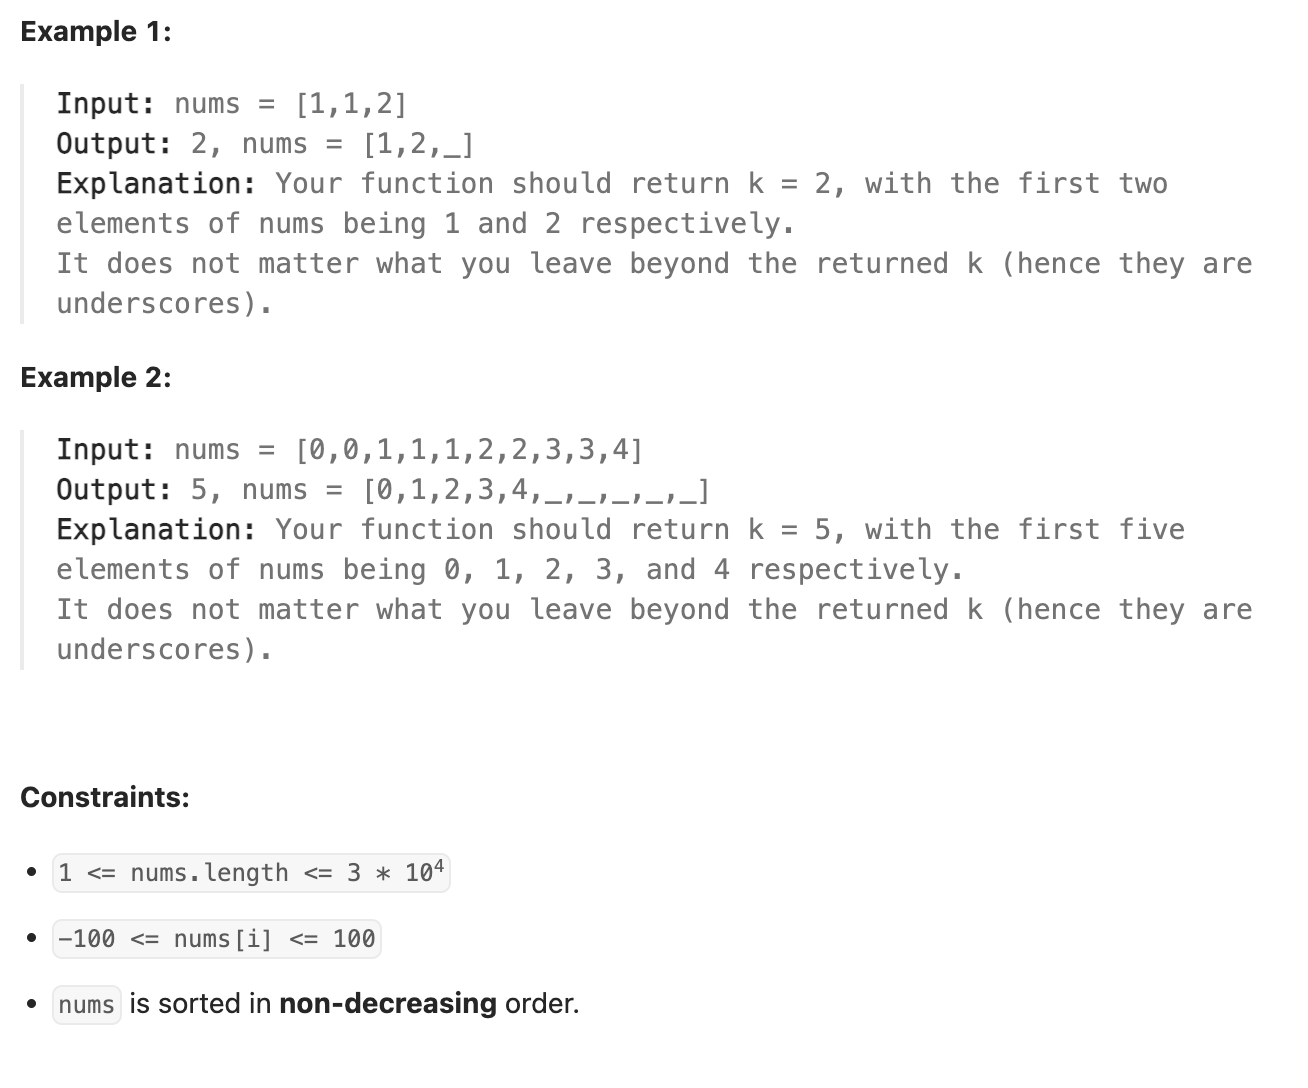 Example 1:
Input: nums = [1,1,2]
Output: 2, nums = [1,2,_]
Explanation: Your function should return k = 2, with the first two
elements of nums being 1 and 2 respectively.
It does not matter what you leave beyond the returned k (hence they are
underscores).
Example 2:
Input: nums = [0,0,1,1,1,2,2,3,3,4]
Output: 5, nums = [0,1,2,3,4,_,_,_,_,_]
Explanation: Your function should return k = 5, with the first five
elements of nums being 0, 1, 2, 3, and 4 respectively.
It does not matter what you leave beyond the returned k (hence they are
underscores).
Constraints:
• 1 <= nums.length <= 3 * 10⁴
• -100 <= nums[i] <= 100
• nums is sorted in non-decreasing order.